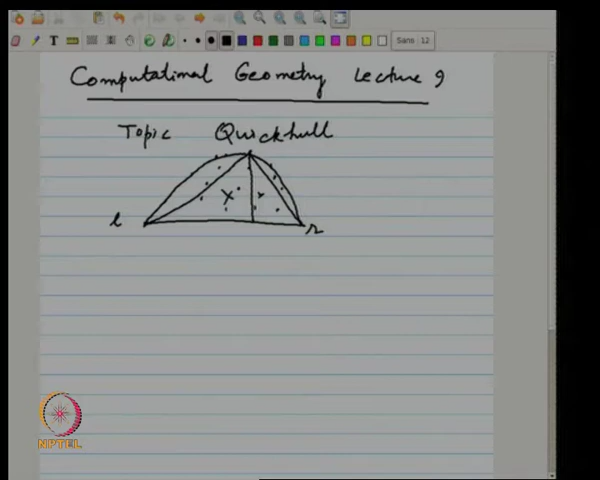 Computational Geometry Lecture 9
Topic Quickhull
l
r
Sans : 12
NPTEL